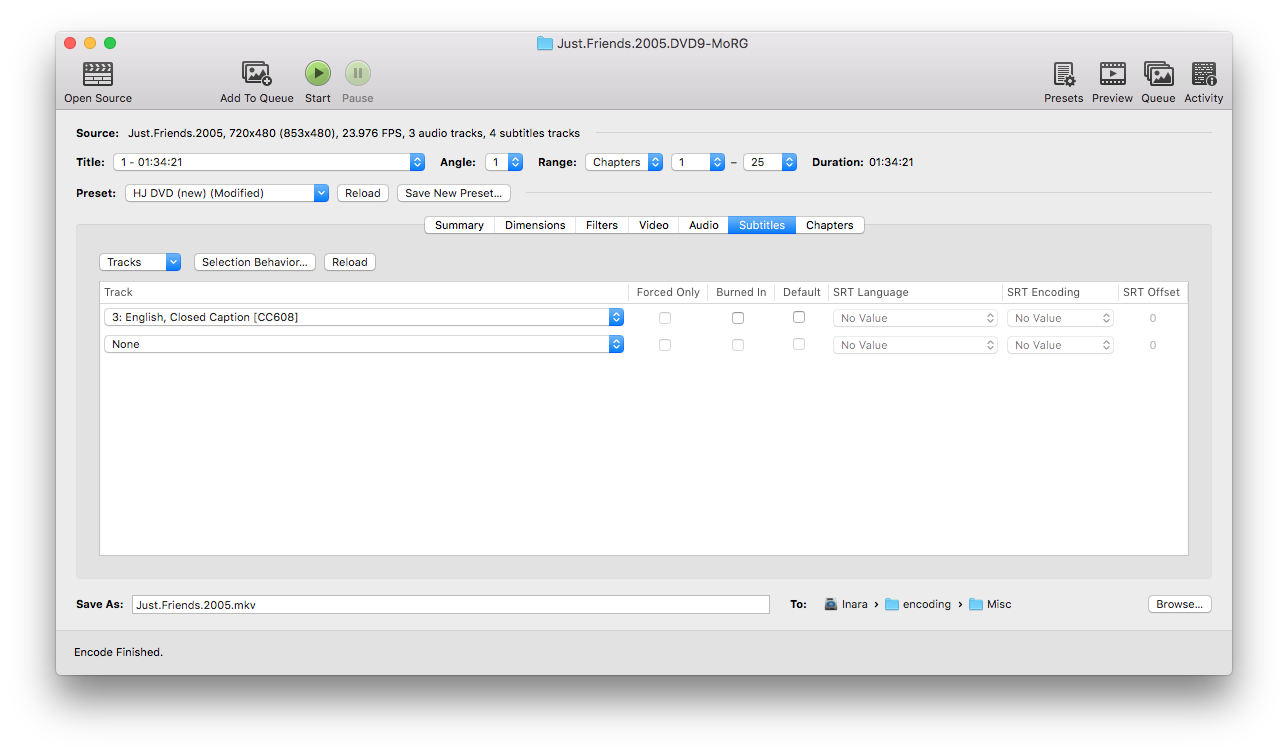 Just.Friends.2005.DVD9-MoRG
Open Source Add To Queue Start Pause Presets Preview Queue Activity
Source: Just.Friends.2005, 720x480 (853x480), 23.976 FPS, 3 audio tracks, 4 subtitles tracks
Title: 1 - 01:34:21 Angle: 1 Range: Chapters 1 – 25 Duration: 01:34:21
Preset: HJ DVD (new) (Modified) Reload Save New Preset...
Summary Dimensions Filters Video Audio Subtitles Chapters
Tracks Selection Behavior... Reload
Track Forced Only Burned In Default SRT Language SRT Encoding SRT Offset
3: English, Closed Caption [CC608] No Value No Value 0
None No Value No Value 0
Save As: Just.Friends.2005.mkv To: Inara › encoding › Misc Browse...
Encode Finished.